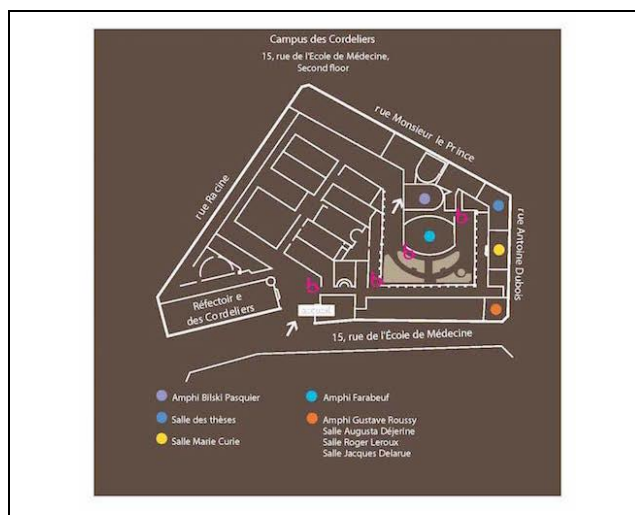 Campus des Cordeliers
15, rue de l'Ecole de Médecine,
Second floor
rue Monsieur le Prince
rue Racine
rue Antoine Dubois
Réfectoir e
des Cordeliers
15, rue de l'École de Médecine
Amphi Bilski Pasquier
Salle des thèses
Salle Marie Curie
Amphi Farabeuf
Amphi Gustave Roussy
Salle Augusta Déjerine
Salle Roger Leroux
Salle Jacques Delarue